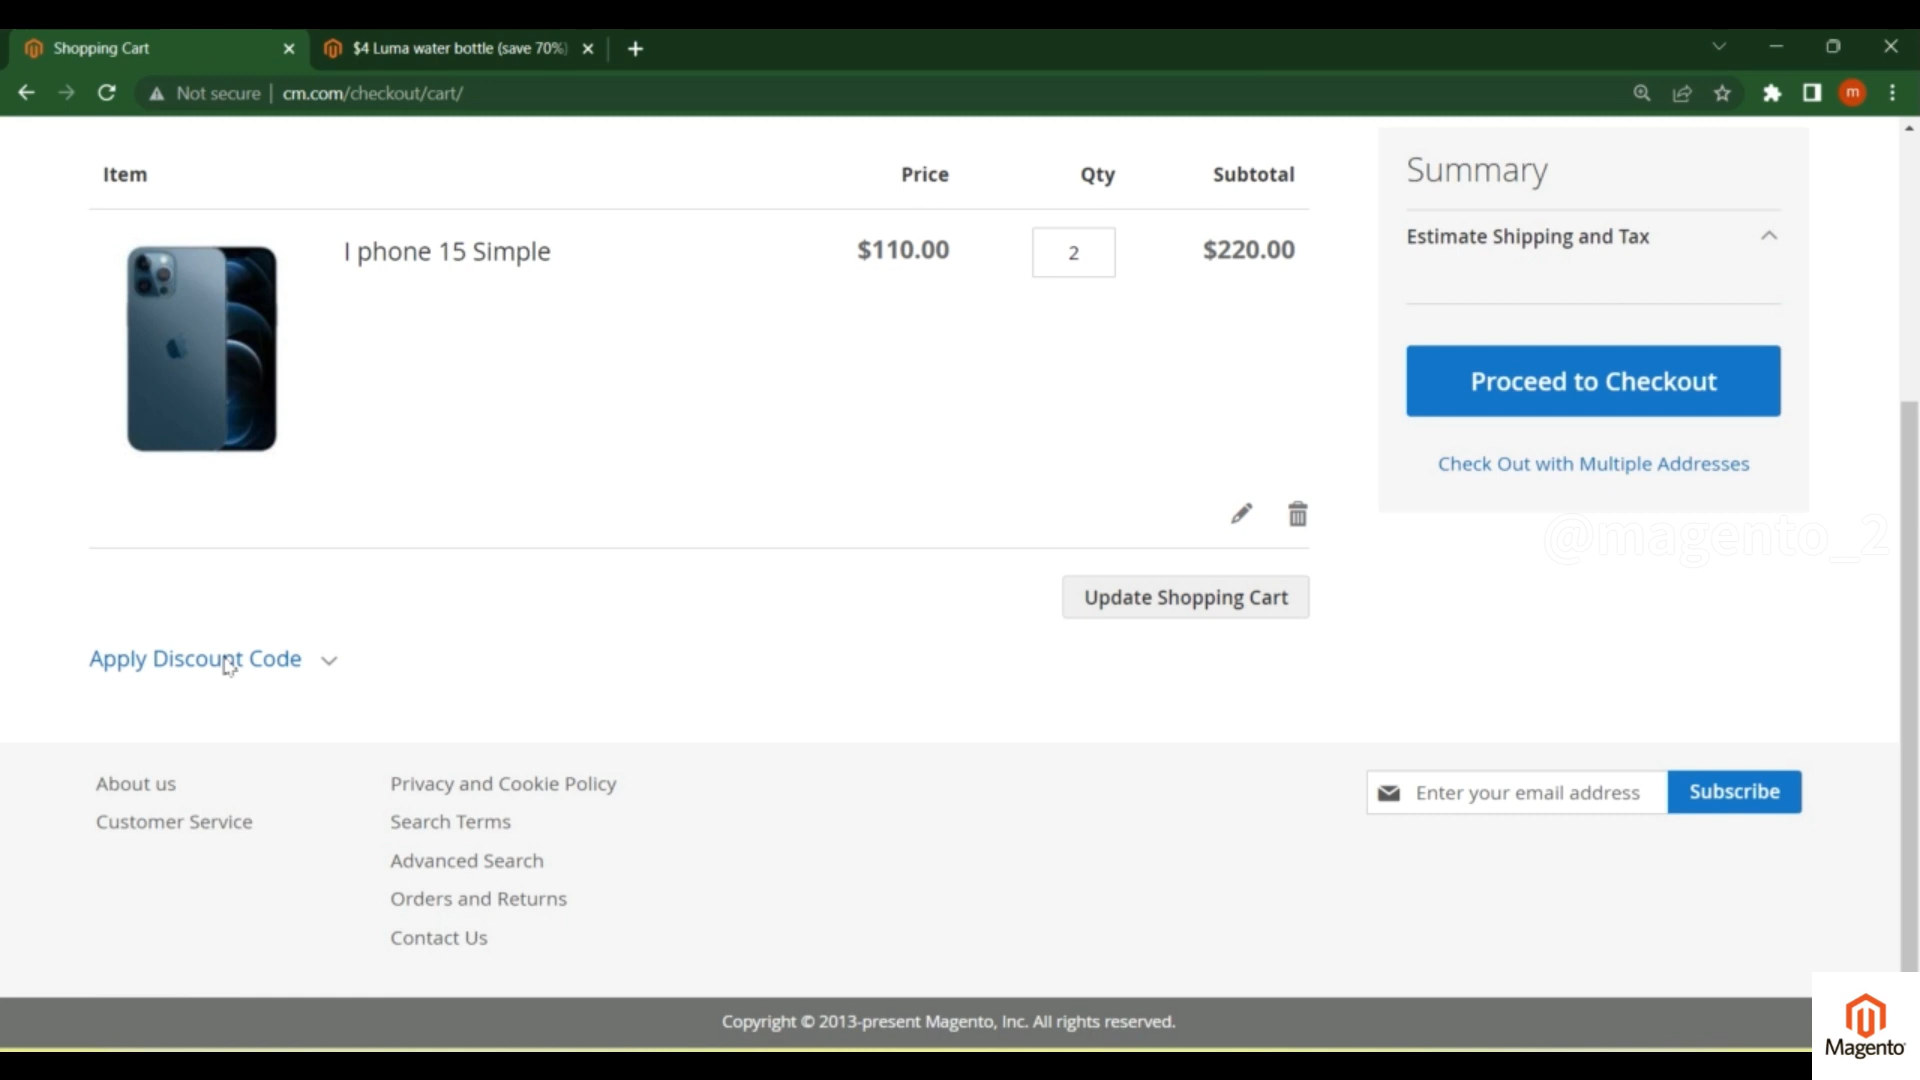 Shopping Cart
$4 Luma water bottle (save 70%)
Not secure
cm.com/checkout/cart/
m
Item Price Qty Subtotal
I phone 15 Simple $110.00 2 $220.00
Update Shopping Cart
Apply Discount Code
Summary
Estimate Shipping and Tax
Proceed to Checkout
Check Out with Multiple Addresses
@magento_2
About us
Customer Service
Privacy and Cookie Policy
Search Terms
Advanced Search
Orders and Returns
Contact Us
Enter your email address Subscribe
Copyright © 2013-present Magento, Inc. All rights reserved.
Magento